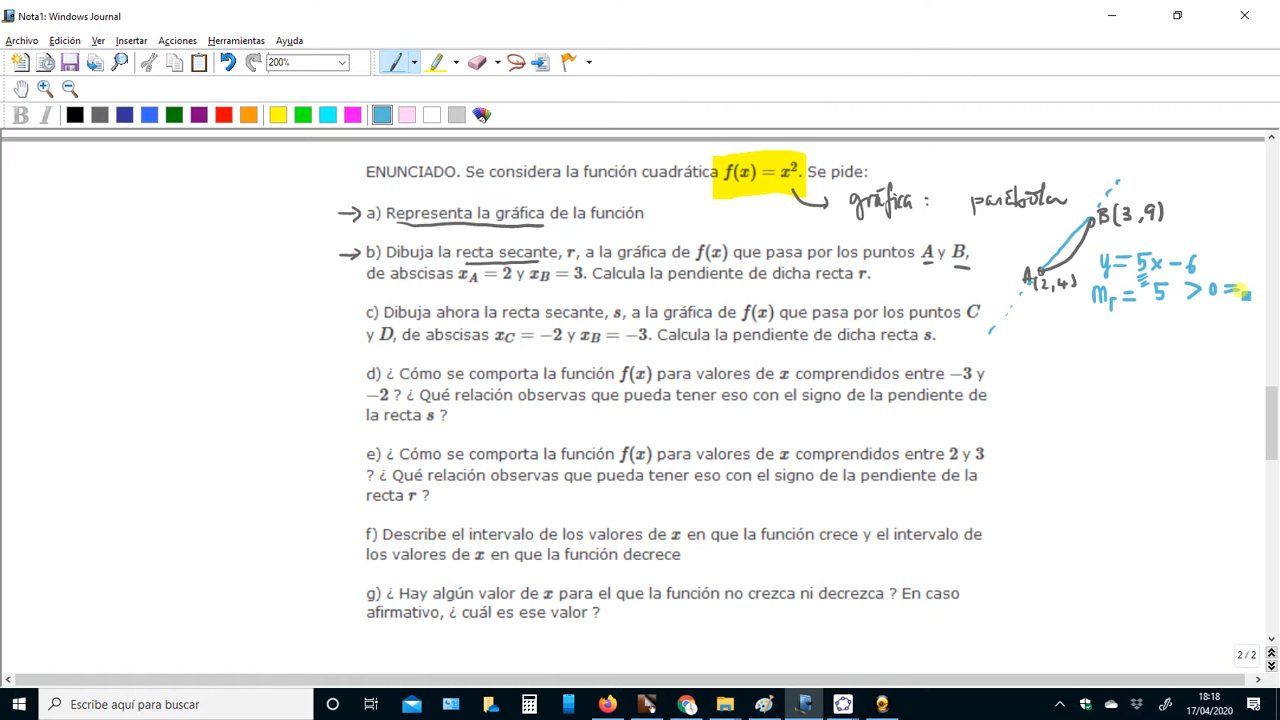 Nota1: Windows Journal
Archivo Edición Ver Insertar Acciones Herramientas Ayuda
200%
B I
ENUNCIADO. Se considera la función cuadrática f(x) = x². Se pide:
gráfica : parábola
a) Representa la gráfica de la función
B(3,9)
b) Dibuja la recta secante, r, a la gráfica de f(x) que pasa por los puntos A y B,
de abscisas x_A = 2 y x_B = 3. Calcula la pendiente de dicha recta r.
A(2,4)
y = 5x - 6
m_r = 5 > 0 =
c) Dibuja ahora la recta secante, s, a la gráfica de f(x) que pasa por los puntos C
y D, de abscisas x_C = −2 y x_B = −3. Calcula la pendiente de dicha recta s.
d) ¿ Cómo se comporta la función f(x) para valores de x comprendidos entre −3 y
−2 ? ¿ Qué relación observas que pueda tener eso con el signo de la pendiente de
la recta s ?
e) ¿ Cómo se comporta la función f(x) para valores de x comprendidos entre 2 y 3
? ¿ Qué relación observas que pueda tener eso con el signo de la pendiente de la
recta r ?
f) Describe el intervalo de los valores de x en que la función crece y el intervalo de
los valores de x en que la función decrece
g) ¿ Hay algún valor de x para el que la función no crezca ni decrezca ? En caso
afirmativo, ¿ cuál es ese valor ?
2 / 2
Escribe aquí para buscar
18:18
17/04/2020